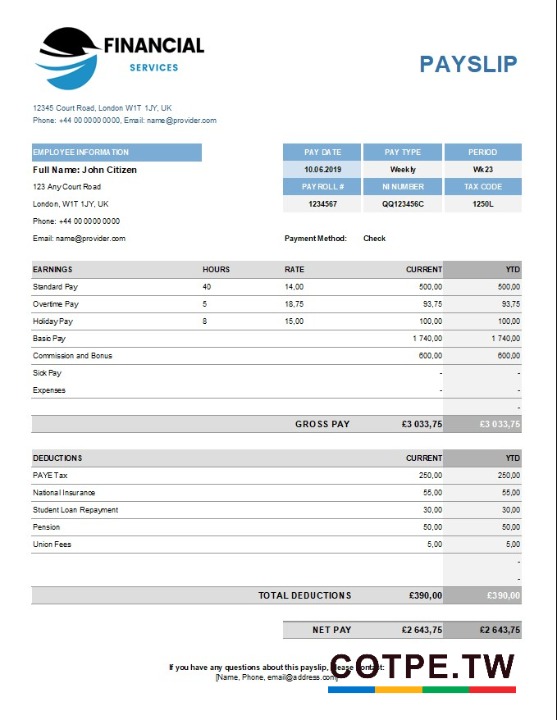 FINANCIAL
SERVICES
PAYSLIP
12345 Court Road, London W1T 1JY, UK
Phone: +44 00 0000 0000, Email: name@provider.com
EMPLOYEE INFORMATION PAY DATE PAY TYPE PERIOD
Full Name: John Citizen 10.06.2019 Weekly Wk23
123 Any Court Road PAYROLL # NI NUMBER TAX CODE
London, W1T 1JY, UK 1234567 QQ123456C 1250L
Phone: +44 00 0000 0000
Email: name@provider.com Payment Method: Check
EARNINGS HOURS RATE CURRENT YTD
Standard Pay 40 14,00 500,00 500,00
Overtime Pay 5 18,75 93,75 93,75
Holiday Pay 8 15,00 100,00 100,00
Basic Pay 1 740,00 1 740,00
Commission and Bonus 600,00 600,00
Sick Pay - -
Expenses - -
-
GROSS PAY £3 033,75 £3 033,75
DEDUCTIONS CURRENT YTD
PAYE Tax 250,00 250,00
National Insurance 55,00 55,00
Student Loan Repayment 30,00 30,00
Pension 50,00 50,00
Union Fees 5,00 5,00
-
-
TOTAL DEDUCTIONS £390,00 £390,00
NET PAY £2 643,75 £2 643,75
If you have any questions about this payslip, please contact:
[Name, Phone, email@address.com]
COTPE.TW